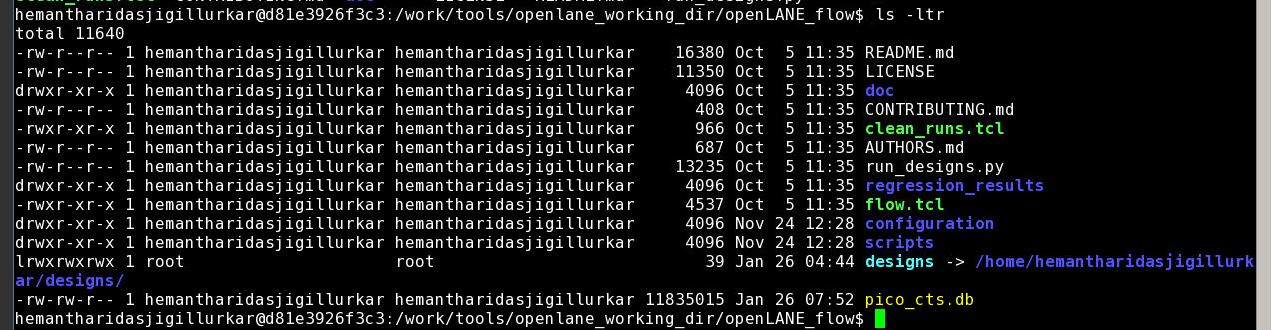 hemantharidasjigillurkar@d81e3926f3c3:/work/tools/openlane_working_dir/openLANE_flow$ ls -ltr
total 11640
-rw-r--r-- 1 hemantharidasjigillurkar hemantharidasjigillurkar    16380 Oct  5 11:35 README.md
-rw-r--r-- 1 hemantharidasjigillurkar hemantharidasjigillurkar    11350 Oct  5 11:35 LICENSE
drwxr-xr-x 1 hemantharidasjigillurkar hemantharidasjigillurkar     4096 Oct  5 11:35 doc
-rw-r--r-- 1 hemantharidasjigillurkar hemantharidasjigillurkar      408 Oct  5 11:35 CONTRIBUTING.md
-rwxr-xr-x 1 hemantharidasjigillurkar hemantharidasjigillurkar      966 Oct  5 11:35 clean_runs.tcl
-rw-r--r-- 1 hemantharidasjigillurkar hemantharidasjigillurkar      687 Oct  5 11:35 AUTHORS.md
-rw-r--r-- 1 hemantharidasjigillurkar hemantharidasjigillurkar    13235 Oct  5 11:35 run_designs.py
drwxr-xr-x 1 hemantharidasjigillurkar hemantharidasjigillurkar     4096 Oct  5 11:35 regression_results
-rwxr-xr-x 1 hemantharidasjigillurkar hemantharidasjigillurkar     4537 Oct  5 11:35 flow.tcl
drwxr-xr-x 1 hemantharidasjigillurkar hemantharidasjigillurkar     4096 Nov 24 12:28 configuration
drwxr-xr-x 1 hemantharidasjigillurkar hemantharidasjigillurkar     4096 Nov 24 12:28 scripts
lrwxrwxrwx 1 root                     root                           39 Jan 26 04:44 designs -> /home/hemantharidasjigillurk
ar/designs/
-rw-rw-r-- 1 hemantharidasjigillurkar hemantharidasjigillurkar 11835015 Jan 26 07:52 pico_cts.db
hemantharidasjigillurkar@d81e3926f3c3:/work/tools/openlane_working_dir/openLANE_flow$